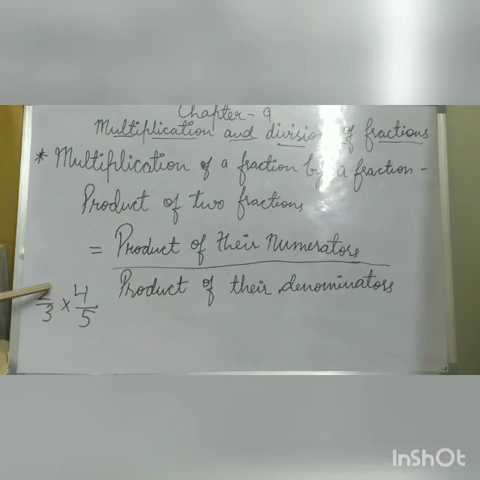 Chapter - 9
Multiplication and division of fractions
* Multiplication of a fraction by a fraction -
Product of two fractions
= Product of their Numerators
Product of their denominators
2/3 × 4/5
InShOt